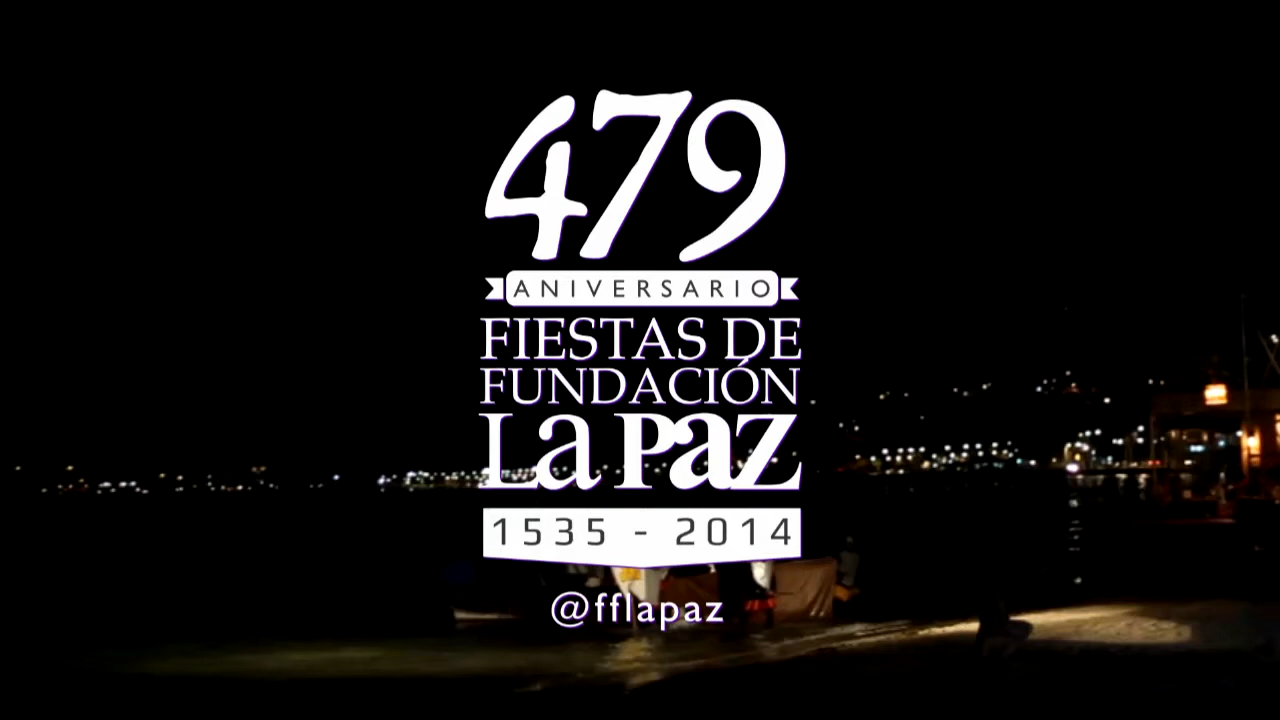 479
ANIVERSARIO
FIESTAS DE
FUNDACIÓN
La Paz
1535 - 2014
@fflapaz